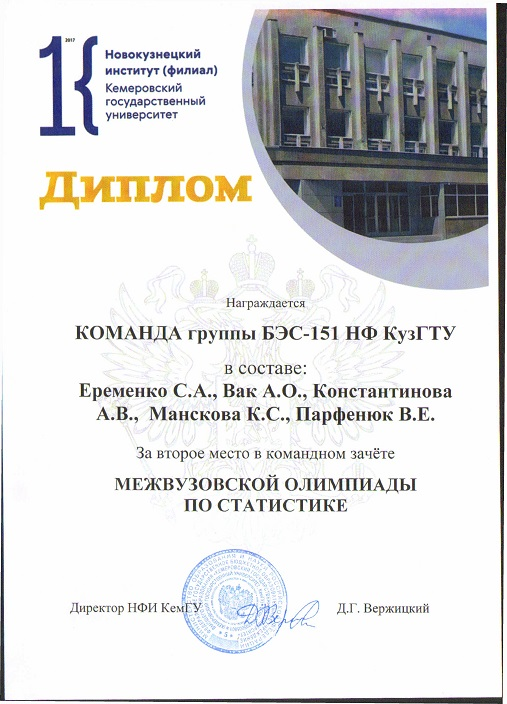 2017
Новокузнецкий
институт (филиал)
Кемеровский
государственный
университет
Диплом
Награждается
КОМАНДА группы БЭС-151 НФ КузГТУ
в составе:
Еременко С.А., Вак А.О., Константинова
А.В., Манскова К.С., Парфенюк В.Е.
За второе место в командном зачёте
МЕЖВУЗОВСКОЙ ОЛИМПИАДЫ
ПО СТАТИСТИКЕ
Директор НФИ КемГУ
Д.Г. Вержицкий